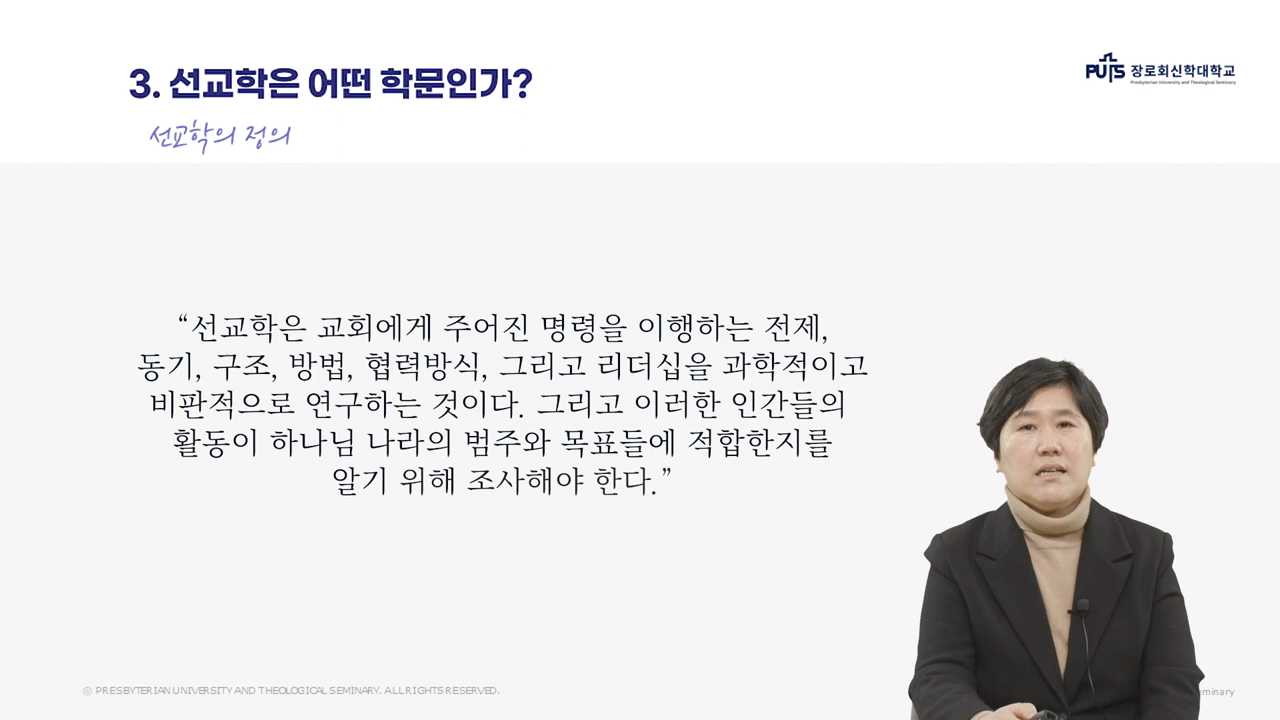 3. 선교학은 어떤 학문인가?
선교학의 정의
PUTS 장로회신학대학교
Presbyterian University and Theological Seminary
“선교학은 교회에게 주어진 명령을 이행하는 전제,
동기, 구조, 방법, 협력방식, 그리고 리더십을 과학적이고
비판적으로 연구하는 것이다. 그리고 이러한 인간들의
활동이 하나님 나라의 범주와 목표들에 적합한지를
알기 위해 조사해야 한다.”
© PRESBYTERIAN UNIVERSITY AND THEOLOGICAL SEMINARY. ALL RIGHTS RESERVED.